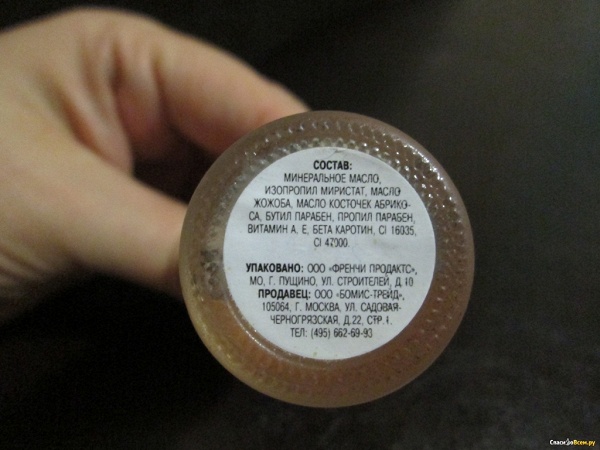 СОСТАВ:
МИНЕРАЛЬНОЕ МАСЛО,
ИЗОПРОПИЛ МИРИСТАТ, МАСЛО
ЖОЖОБА, МАСЛО КОСТОЧЕК АБРИКО-
СА, БУТИЛ ПАРАБЕН, ПРОПИЛ ПАРАБЕН,
ВИТАМИН А, Е, БЕТА КАРОТИН, CI 16035,
CI 47000.
УПАКОВАНО: ООО «ФРЕНЧИ ПРОДАКТС»,
МО, Г. ПУЩИНО, УЛ. СТРОИТЕЛЕЙ, Д.10
ПРОДАВЕЦ: ООО «БОМИС-ТРЕЙД»,
105064, Г. МОСКВА, УЛ. САДОВАЯ-
ЧЕРНОГРЯЗСКАЯ, Д.22, СТР.1.
ТЕЛ: (495) 662-69-93
СпасиБоВсем.ру